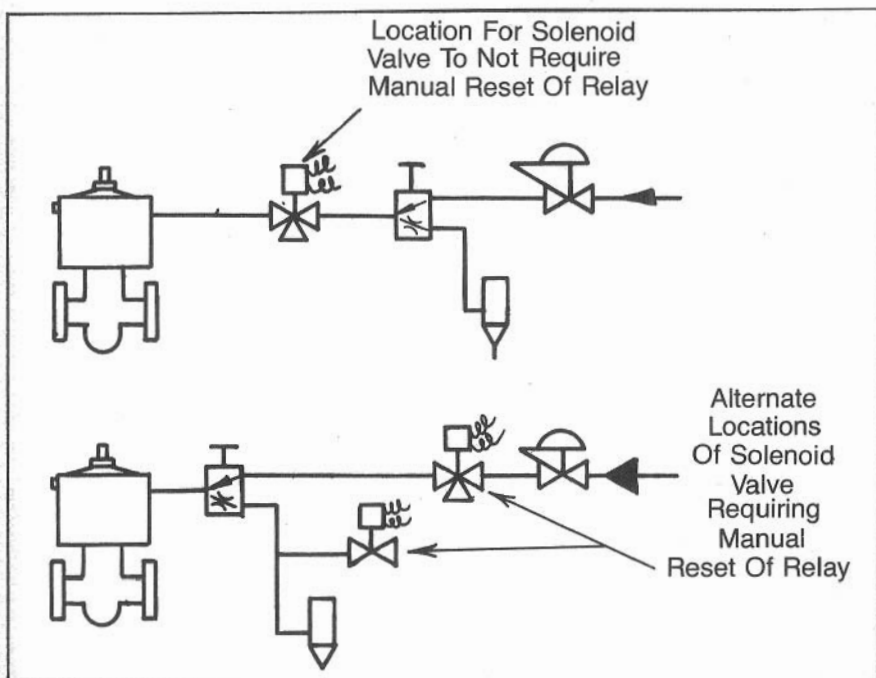 Location For Solenoid
Valve To Not Require
Manual Reset Of Relay
Alternate
Locations
Of Solenoid
Valve
Requiring
Manual
Reset Of Relay